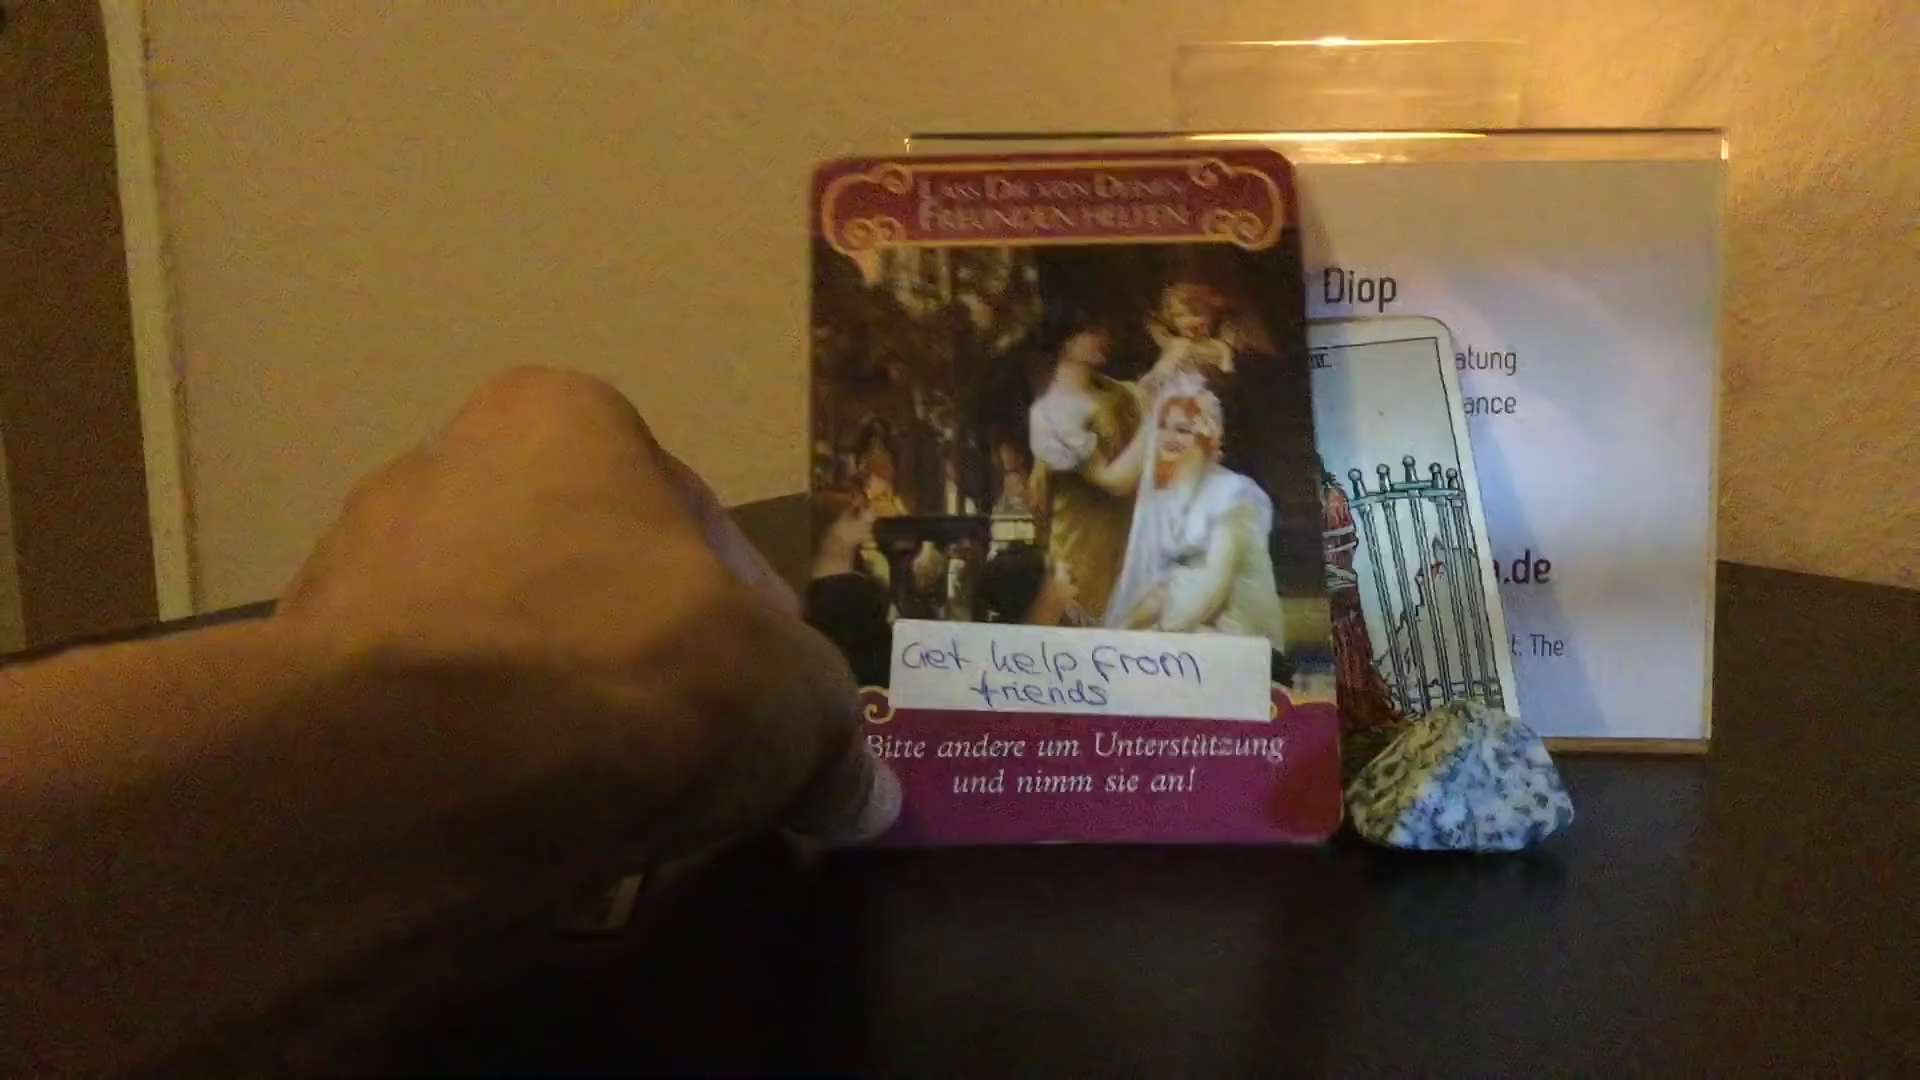 LASS DIR VON DEINEN
FREUNDEN HELFEN
Get help from
friends
Bitte andere um Unterstützung
und nimm sie an!
Diop
atung
ance
.de
t. The